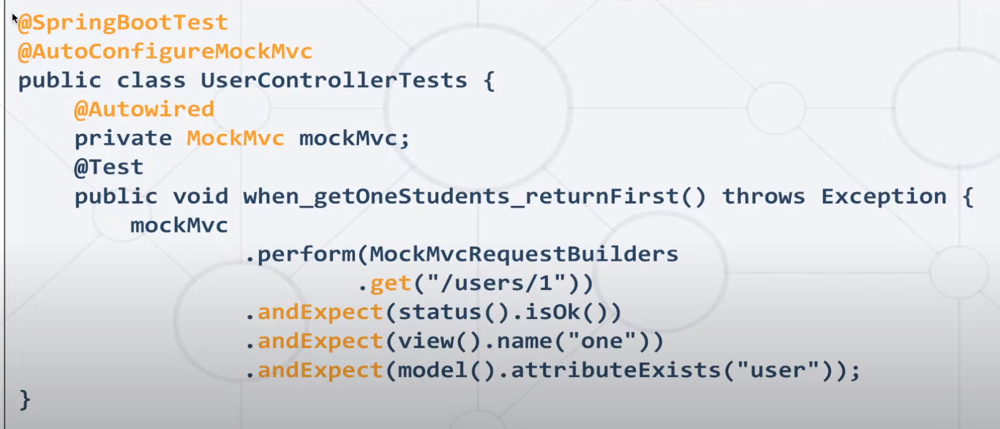 @SpringBootTest
@AutoConfigureMockMvc
public class UserControllerTests {
@Autowired
private MockMvc mockMvc;
@Test
public void when_getOneStudents_returnFirst() throws Exception {
mockMvc
.perform(MockMvcRequestBuilders
.get("/users/1"))
.andExpect(status().isOk())
.andExpect(view().name("one"))
.andExpect(model().attributeExists("user"));
}